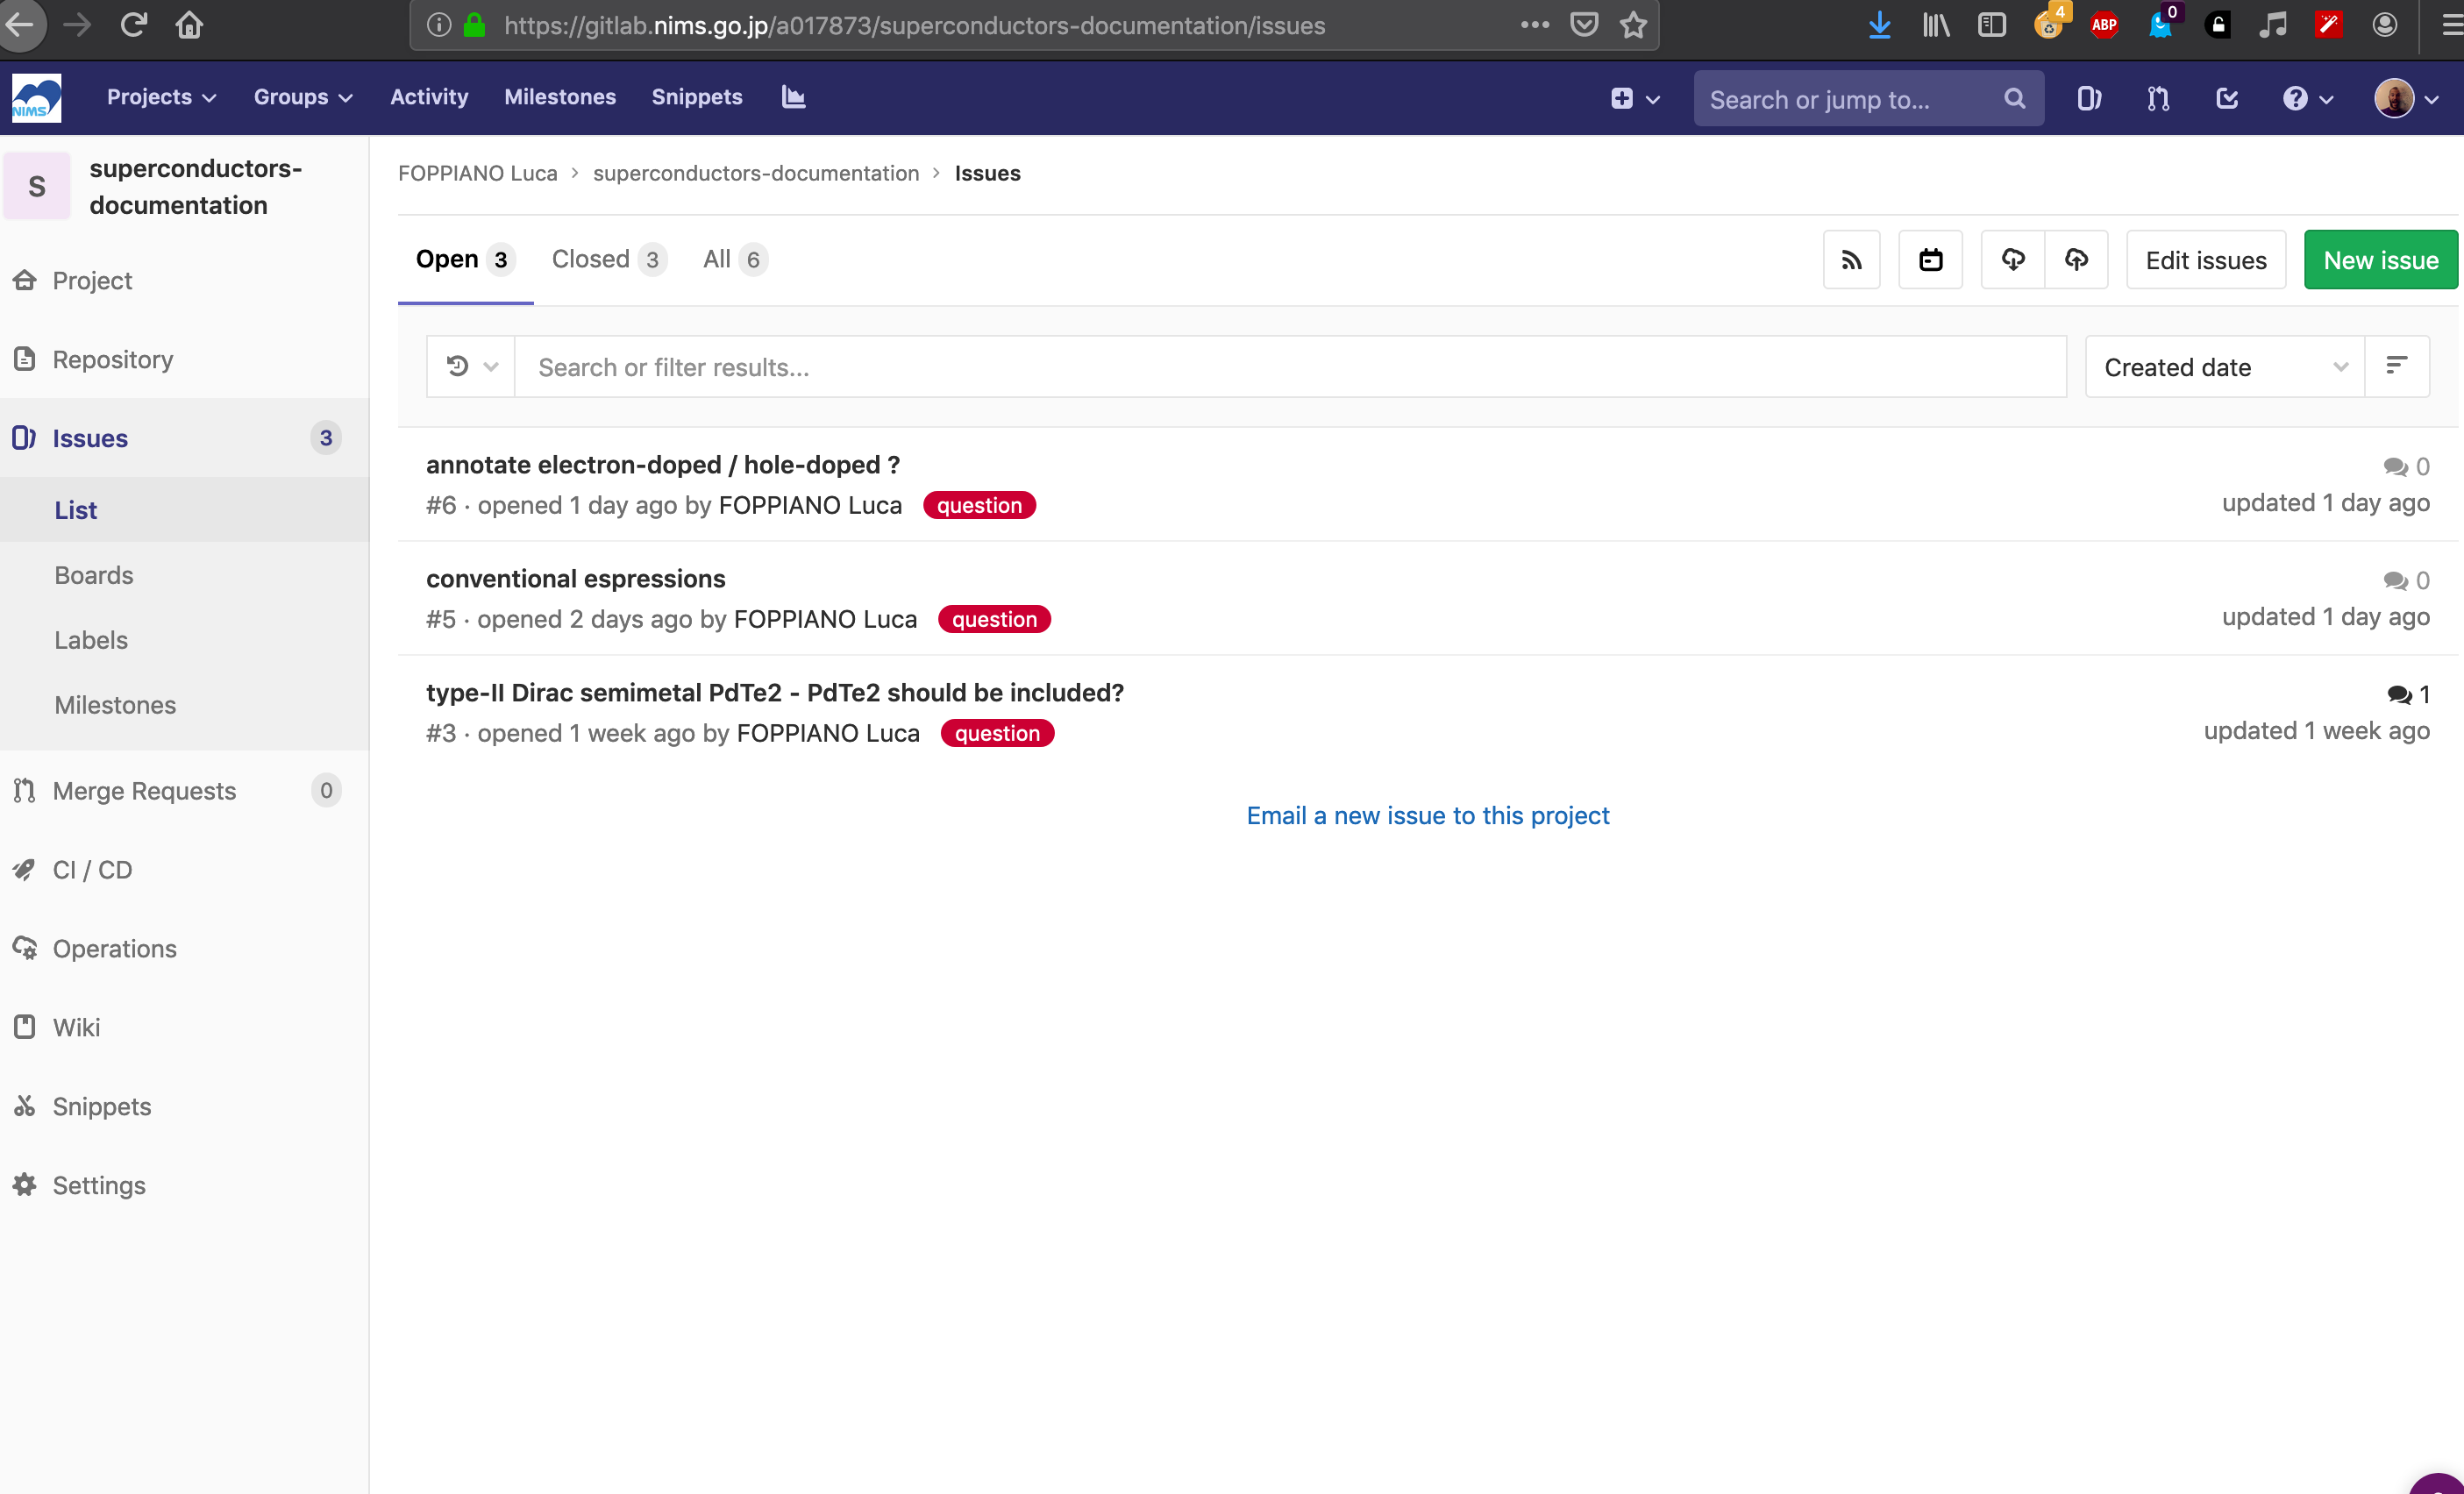 https://gitlab.nims.go.jp/a017873/superconductors-documentation/issues
4
ABP
0
NIMS
Projects
Groups
Activity
Milestones
Snippets
Search or jump to...
S
superconductors-
documentation
Project
Repository
Issues 3
List
Boards
Labels
Milestones
Merge Requests 0
CI / CD
Operations
Wiki
Snippets
Settings
FOPPIANO Luca > superconductors-documentation > Issues
Open 3
Closed 3
All 6
Edit issues
New issue
Search or filter results...
Created date
annotate electron-doped / hole-doped ?
0
#6 · opened 1 day ago by FOPPIANO Luca question
updated 1 day ago
conventional espressions
0
#5 · opened 2 days ago by FOPPIANO Luca question
updated 1 day ago
type-II Dirac semimetal PdTe2 - PdTe2 should be included?
1
#3 · opened 1 week ago by FOPPIANO Luca question
updated 1 week ago
Email a new issue to this project